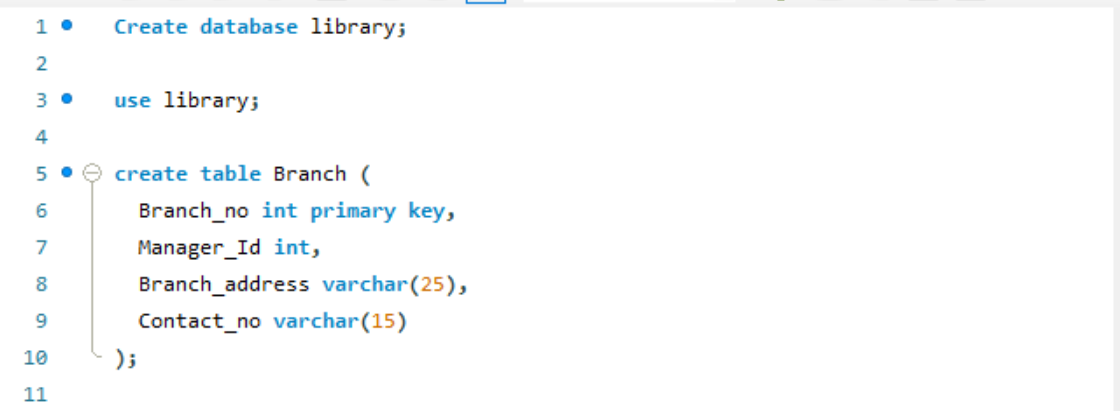 1 Create database library;
2
3 use library;
4
5 create table Branch (
6 Branch_no int primary key,
7 Manager_Id int,
8 Branch_address varchar(25),
9 Contact_no varchar(15)
10 );
11